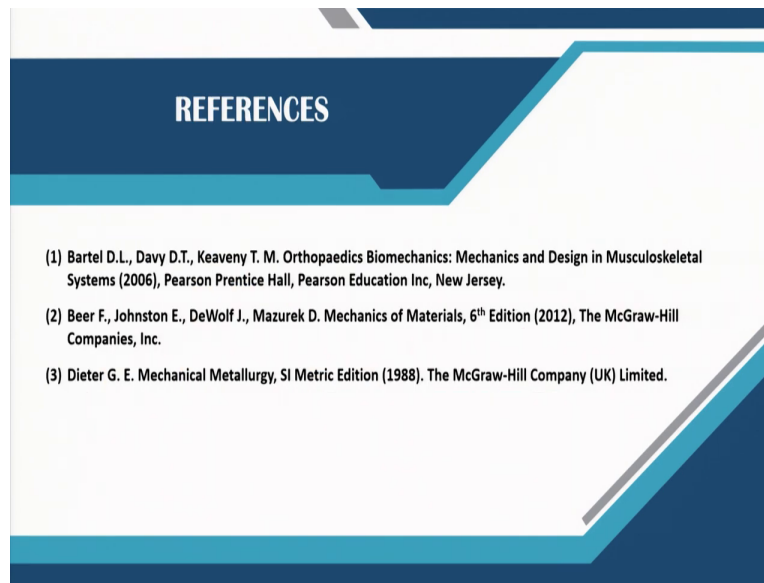 REFERENCES
(1) Bartel D.L., Davy D.T., Keaveny T. M. Orthopaedics Biomechanics: Mechanics and Design in Musculoskeletal
Systems (2006), Pearson Prentice Hall, Pearson Education Inc, New Jersey.
(2) Beer F., Johnston E., DeWolf J., Mazurek D. Mechanics of Materials, 6th Edition (2012), The McGraw-Hill
Companies, Inc.
(3) Dieter G. E. Mechanical Metallurgy, SI Metric Edition (1988). The McGraw-Hill Company (UK) Limited.